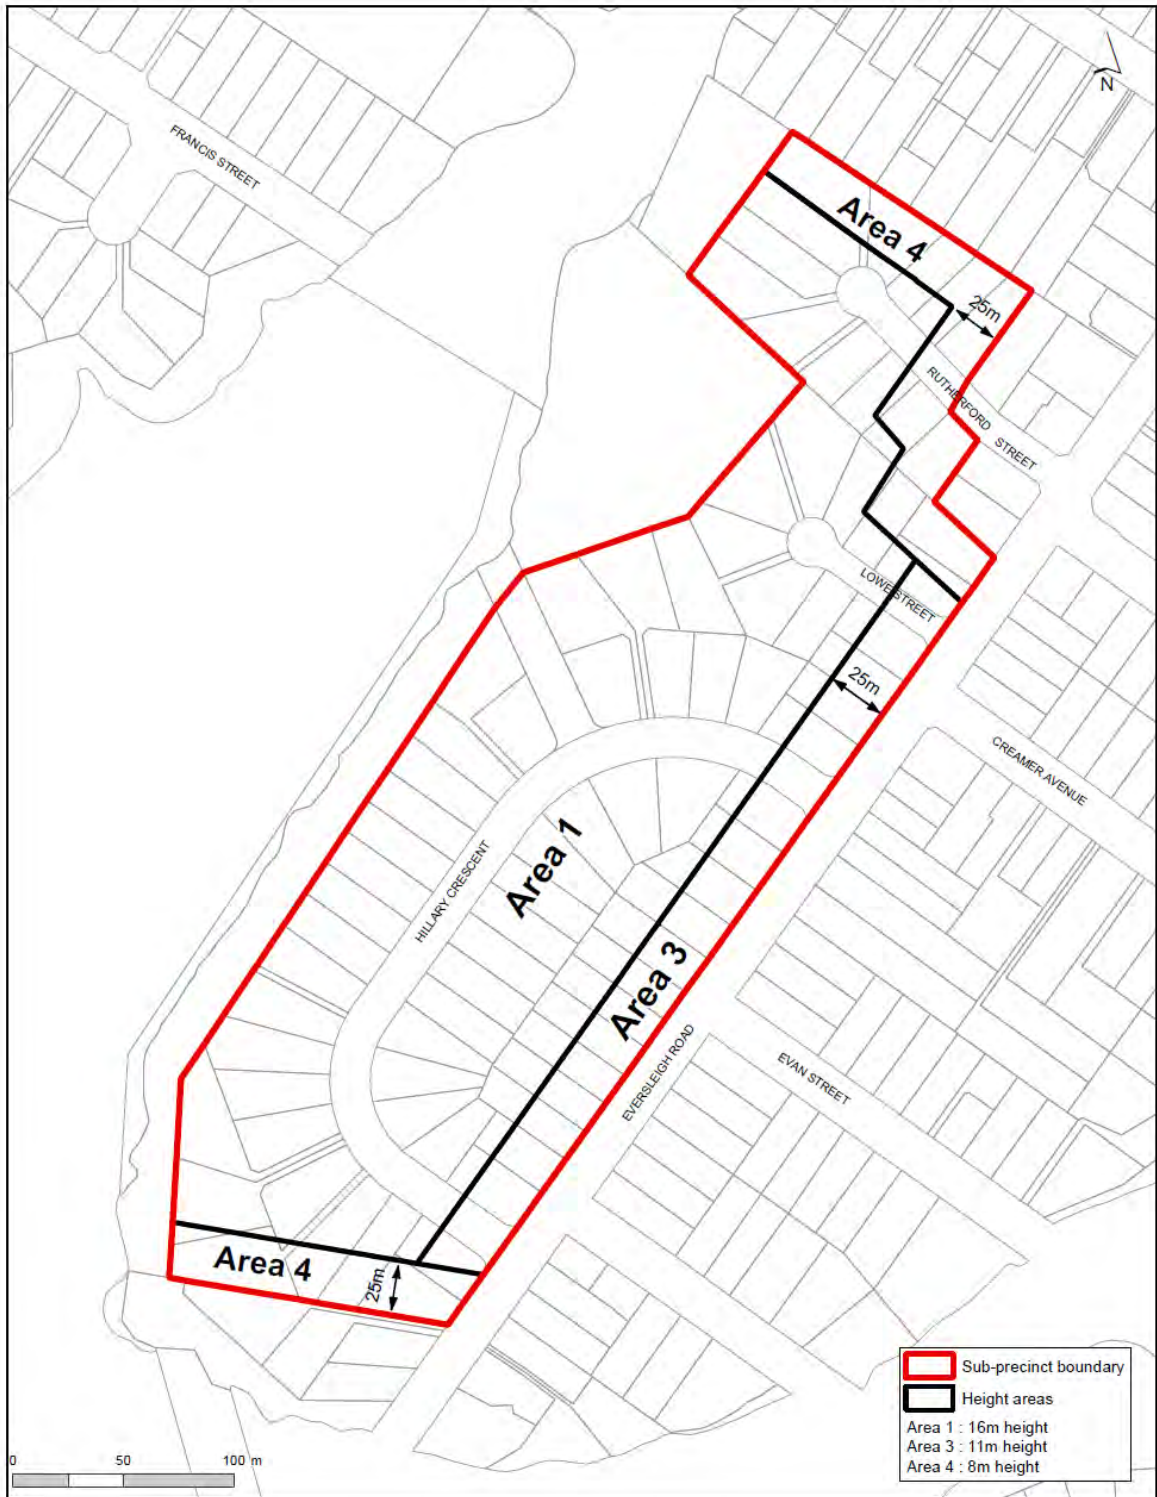 N
FRANCIS STREET
Area 4
25m
RUTHERFORD STREET
LOWE STREET
25m
CREAMER AVENUE
HILLARY CRESCENT
Area 1
Area 3
EVERSLEIGH ROAD
EVAN STREET
Area 4
25m
Sub-precinct boundary
Height areas
Area 1 : 16m height
Area 3 : 11m height
Area 4 : 8m height
0 50 100 m